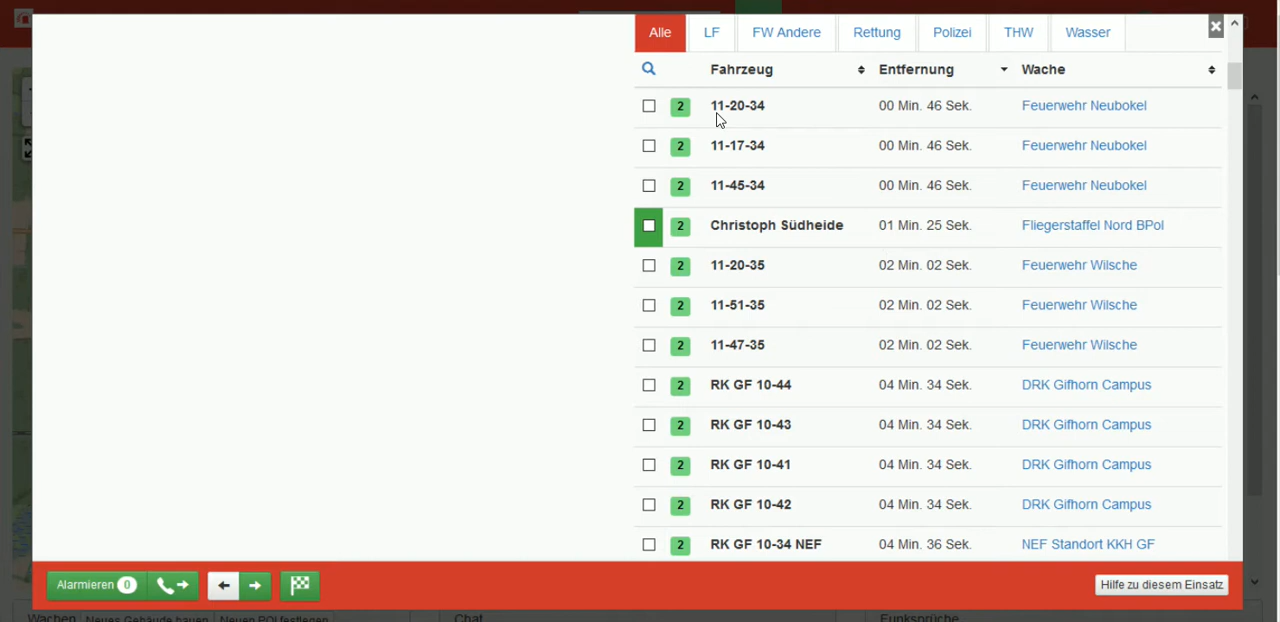 Alle LF FW Andere Rettung Polizei THW Wasser
Fahrzeug Entfernung Wache
2 11-20-34 00 Min. 46 Sek. Feuerwehr Neubokel
2 11-17-34 00 Min. 46 Sek. Feuerwehr Neubokel
2 11-45-34 00 Min. 46 Sek. Feuerwehr Neubokel
2 Christoph Südheide 01 Min. 25 Sek. Fliegerstaffel Nord BPol
2 11-20-35 02 Min. 02 Sek. Feuerwehr Wilsche
2 11-51-35 02 Min. 02 Sek. Feuerwehr Wilsche
2 11-47-35 02 Min. 02 Sek. Feuerwehr Wilsche
2 RK GF 10-44 04 Min. 34 Sek. DRK Gifhorn Campus
2 RK GF 10-43 04 Min. 34 Sek. DRK Gifhorn Campus
2 RK GF 10-41 04 Min. 34 Sek. DRK Gifhorn Campus
2 RK GF 10-42 04 Min. 34 Sek. DRK Gifhorn Campus
2 RK GF 10-34 NEF 04 Min. 36 Sek. NEF Standort KKH GF
Alarmieren 0 Hilfe zu diesem Einsatz
Wachen Neues Gebäude bauen Neuen POI festlegen Chat Funksprüche